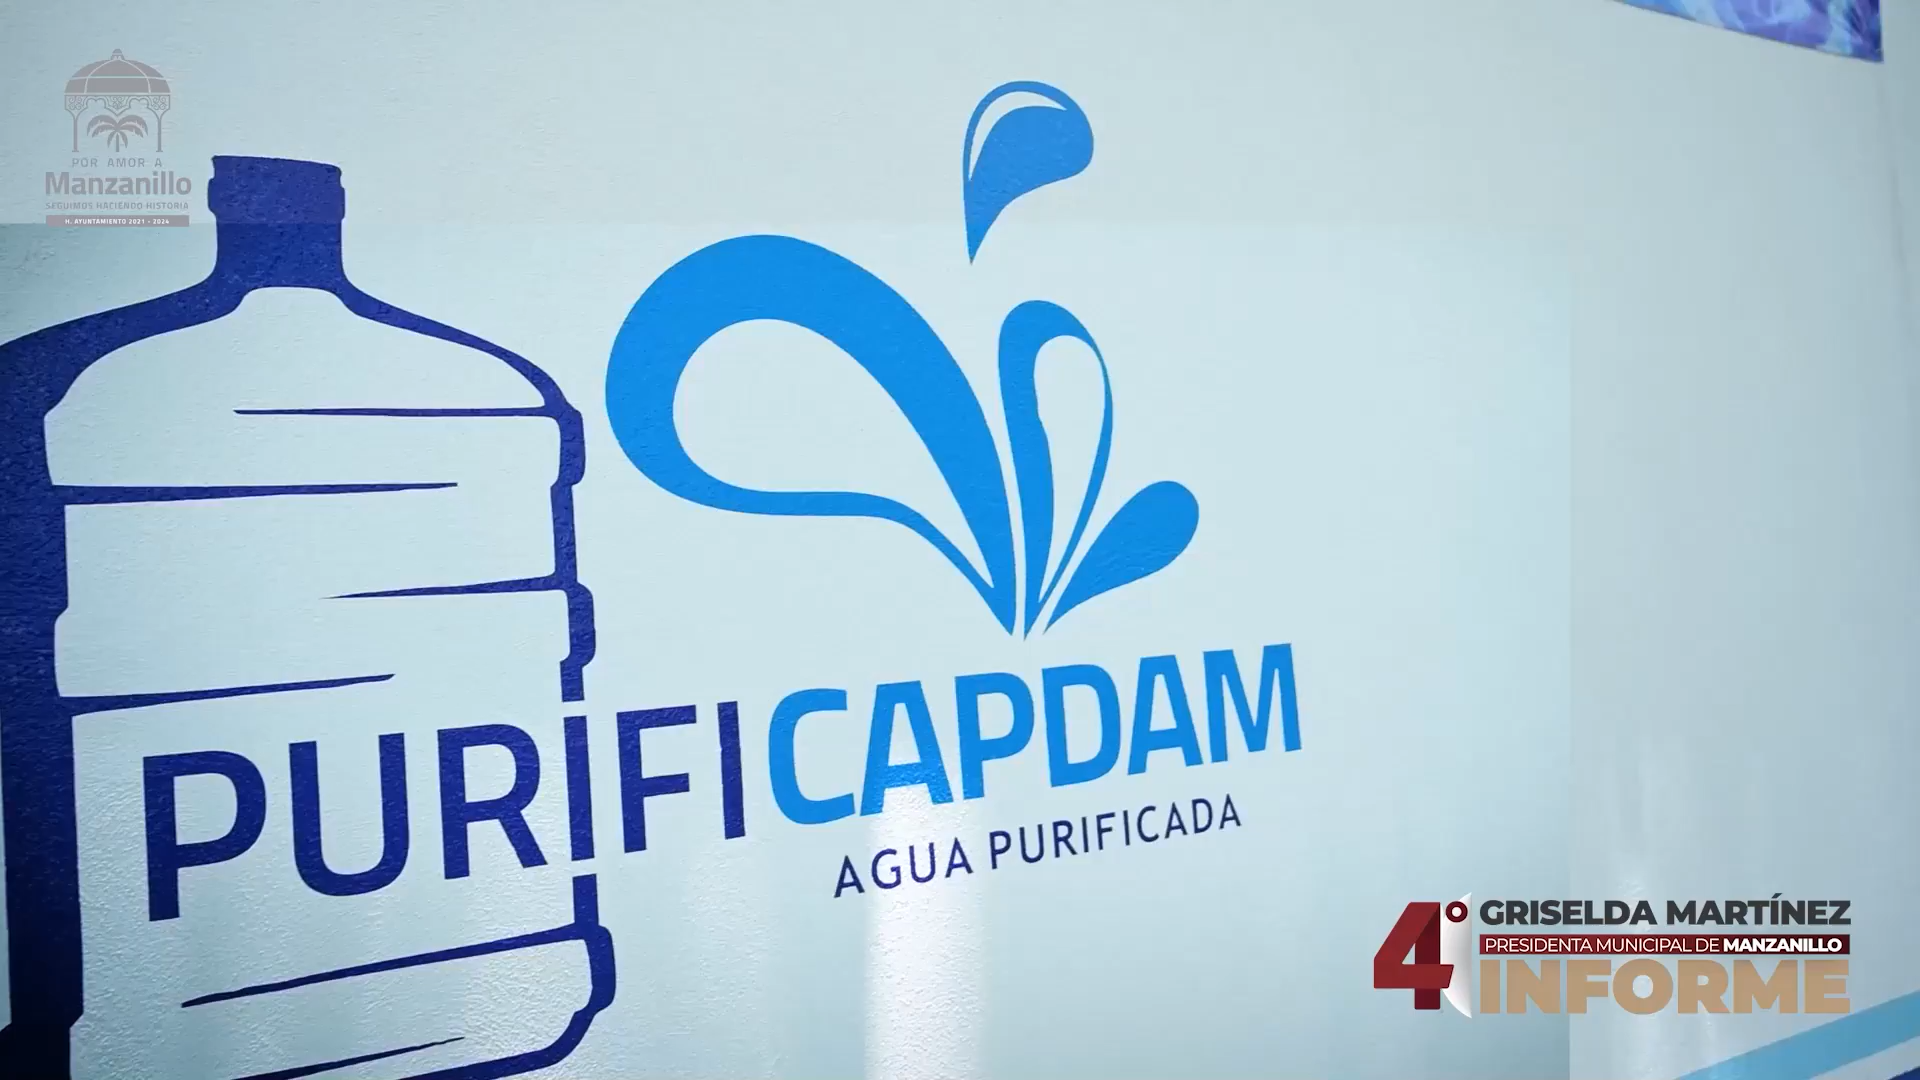 POR AMOR A
Manzanillo
SEGUIMOS HACIENDO HISTORIA
H. AYUNTAMIENTO 2021 - 2024
PURIFICAPDAM
AGUA PURIFICADA
4° GRISELDA MARTÍNEZ
PRESIDENTA MUNICIPAL DE MANZANILLO
INFORME